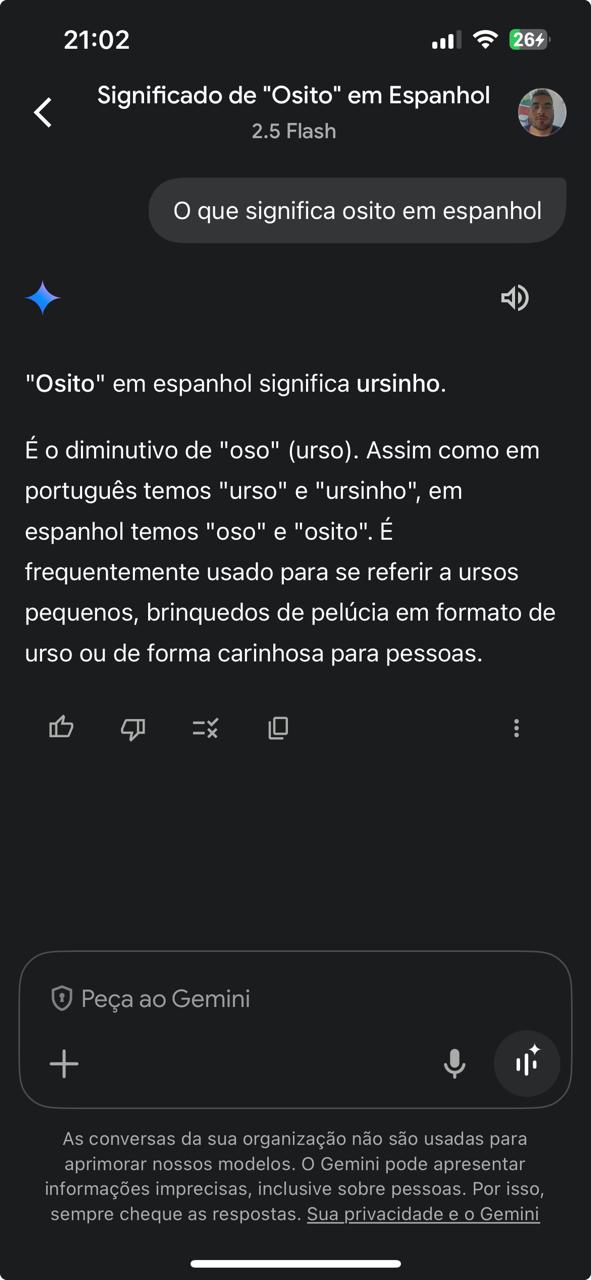 21:02
26
Significado de "Osito" em Espanhol
2.5 Flash
O que significa osito em espanhol
"Osito" em espanhol significa ursinho.
É o diminutivo de "oso" (urso). Assim como em
português temos "urso" e "ursinho", em
espanhol temos "oso" e "osito". É
frequentemente usado para se referir a ursos
pequenos, brinquedos de pelúcia em formato de
urso ou de forma carinhosa para pessoas.
Peça ao Gemini
As conversas da sua organização não são usadas para
aprimorar nossos modelos. O Gemini pode apresentar
informações imprecisas, inclusive sobre pessoas. Por isso,
sempre cheque as respostas. Sua privacidade e o Gemini